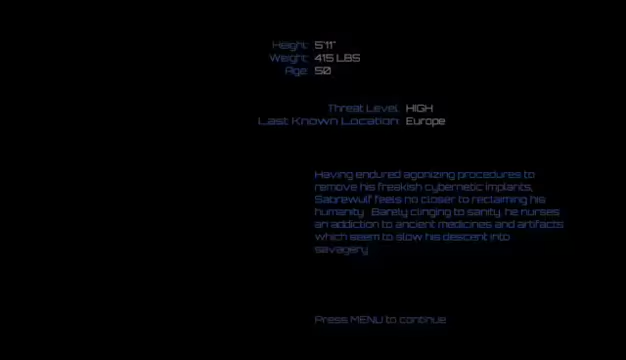 Height: 5'11"
Weight: 415 LBS
Age: 50
Threat Level: HIGH
Last Known Location: Europe
Having endured agonizing procedures to
remove his freakish cybernetic implants,
Sabrewulf feels no closer to reclaiming his
humanity. Barely clinging to sanity, he nurses
an addiction to ancient medicines and artifacts
which seem to slow his descent into
savagery.
Press MENU to continue